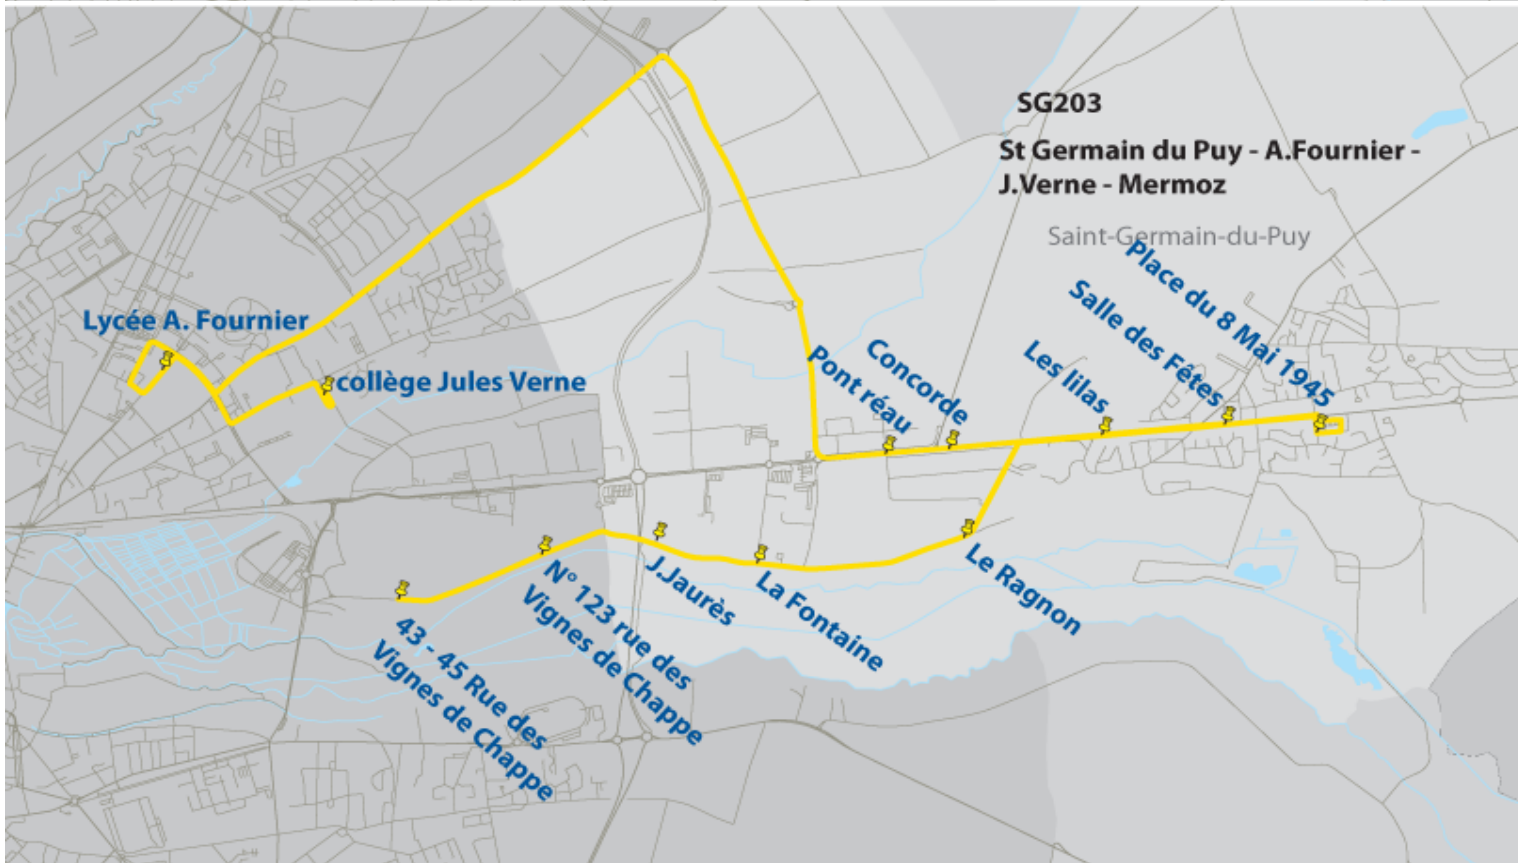 SG203
St Germain du Puy - A.Fournier -
J.Verne - Mermoz
Saint-Germain-du-Puy
Place du 8 Mai 1945
Salle des Fêtes
Les lilas
Concorde
Pont réau
Lycée A. Fournier
collège Jules Verne
Le Ragnon
La Fontaine
J.Jaurès
N° 123 rue des
Vignes de Chappe
43 - 45 Rue des
Vignes de Chappe